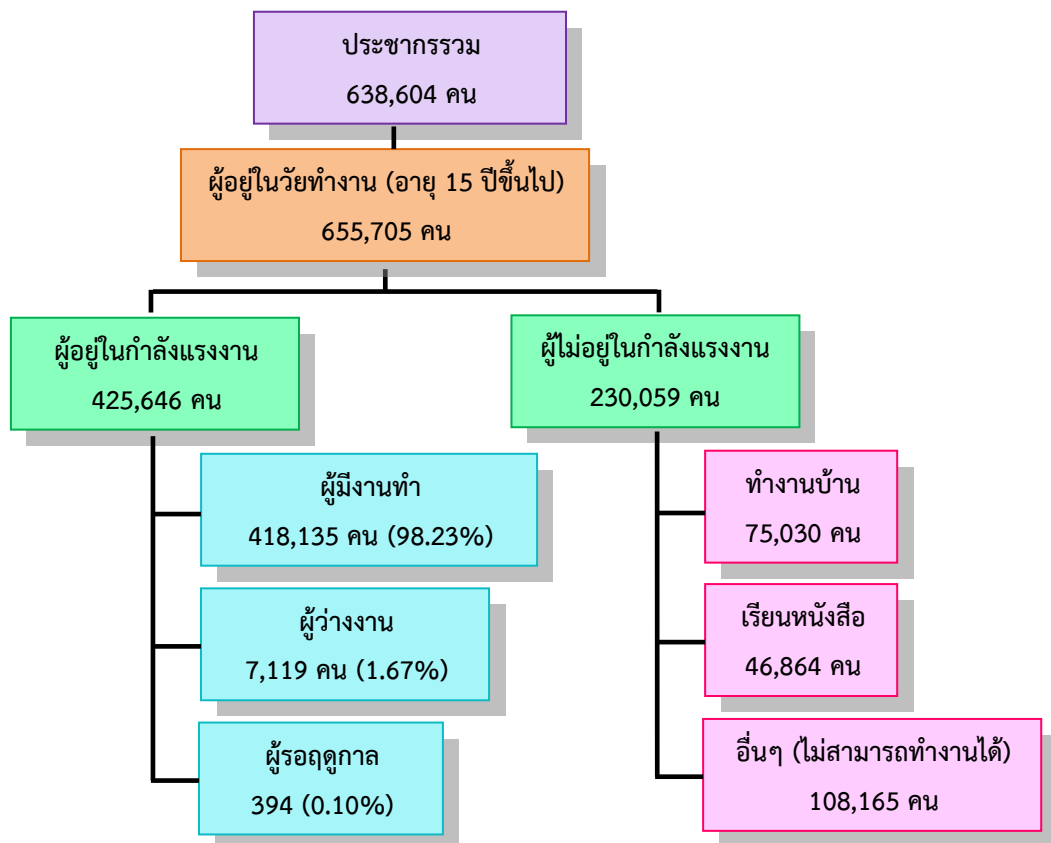 ประชากรรวม
638,604 คน
ผู้อยู่ในวัยทำงาน (อายุ 15 ปีขึ้นไป)
655,705 คน
ผู้อยู่ในกำลังแรงงาน
425,646 คน
ผู้ไม่อยู่ในกำลังแรงงาน
230,059 คน
ผู้มีงานทำ
418,135 คน (98.23%)
ผู้ว่างงาน
7,119 คน (1.67%)
ผู้รอฤดูกาล
394 (0.10%)
ทำงานบ้าน
75,030 คน
เรียนหนังสือ
46,864 คน
อื่นๆ (ไม่สามารถทำงานได้)
108,165 คน